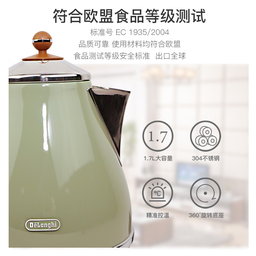 符合欧盟食品等级测试
标准号 EC 1935/2004
品质可靠 使用材料均符合欧盟
食品测试等级安全标准 出口全球
1.7
1.7L大容量
304不锈钢
℃
精准控温
360°旋转底座
DeLonghi